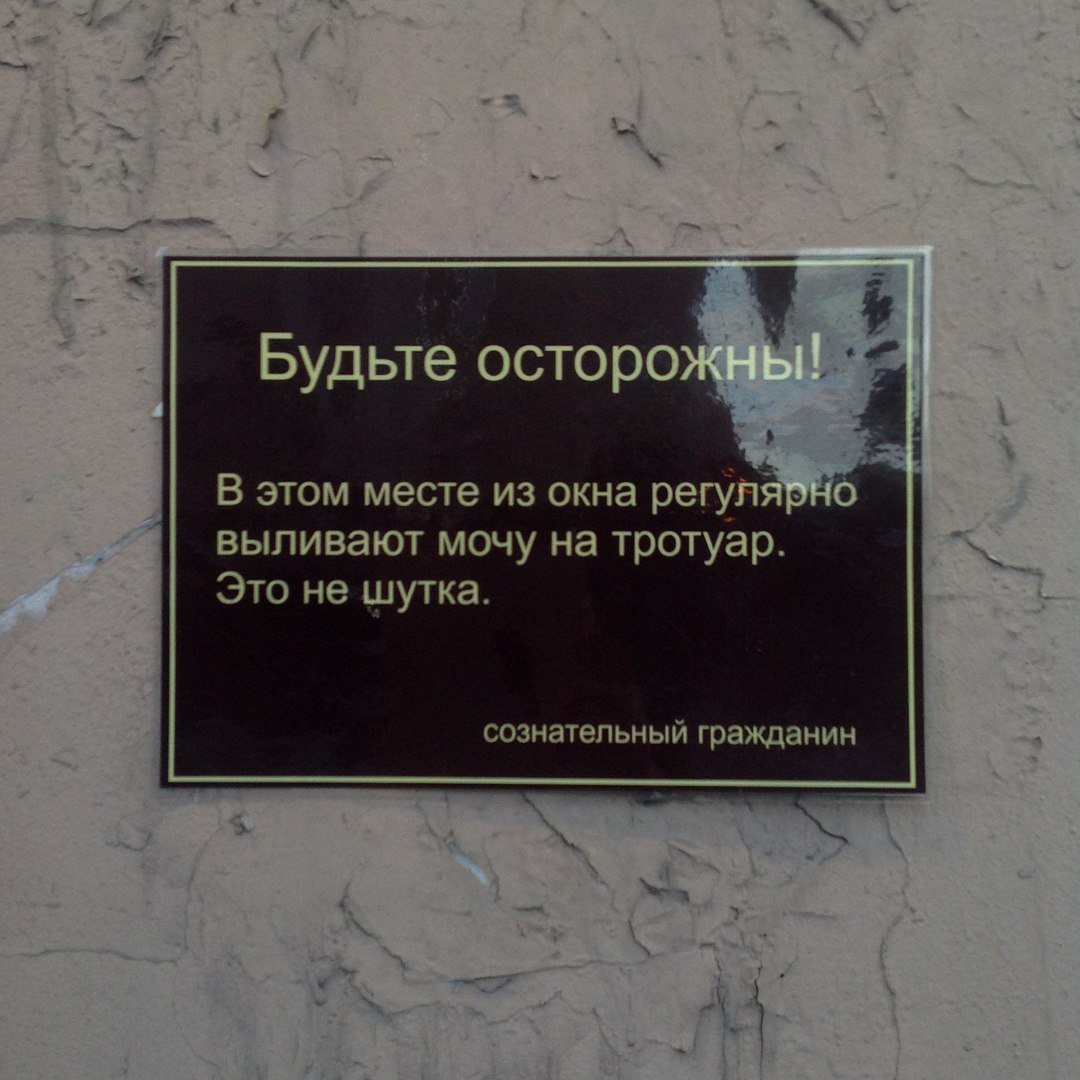 Будьте осторожны!
В этом месте из окна регулярно
выливают мочу на тротуар.
Это не шутка.
сознательный гражданин